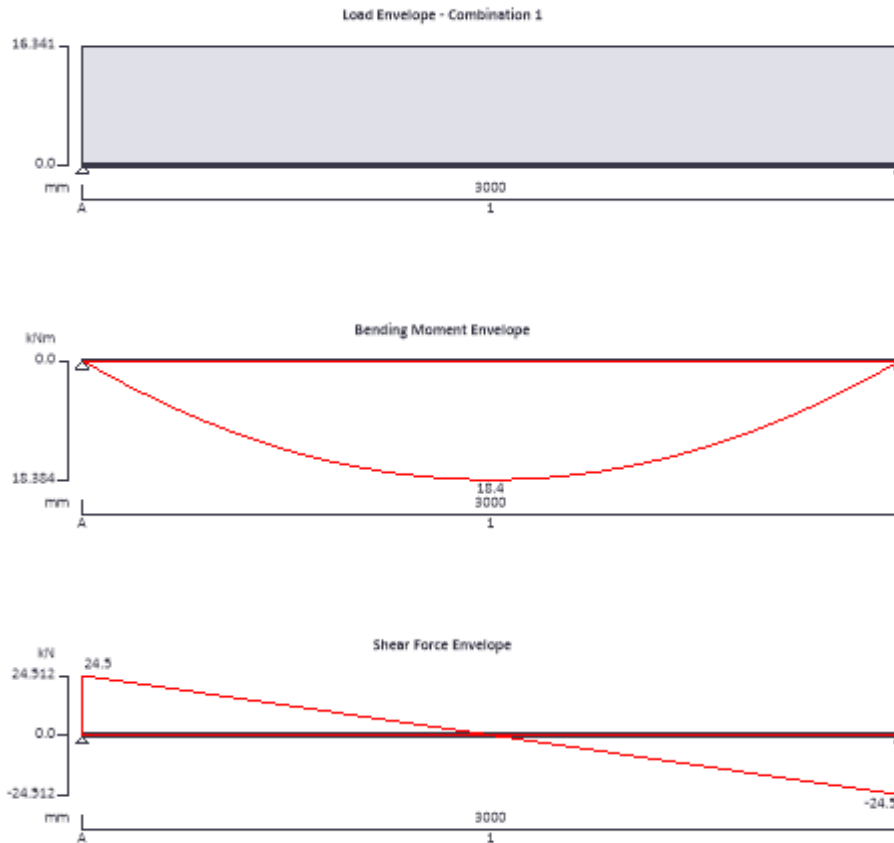 Load Envelope - Combination 1
16.341
0.0
mm
3000
A
1
Bending Moment Envelope
kNm
0.0
18.384
18.4
mm
3000
A
1
Shear Force Envelope
kN
24.512
24.5
0.0
-24.512
-24.5
mm
3000
A
1